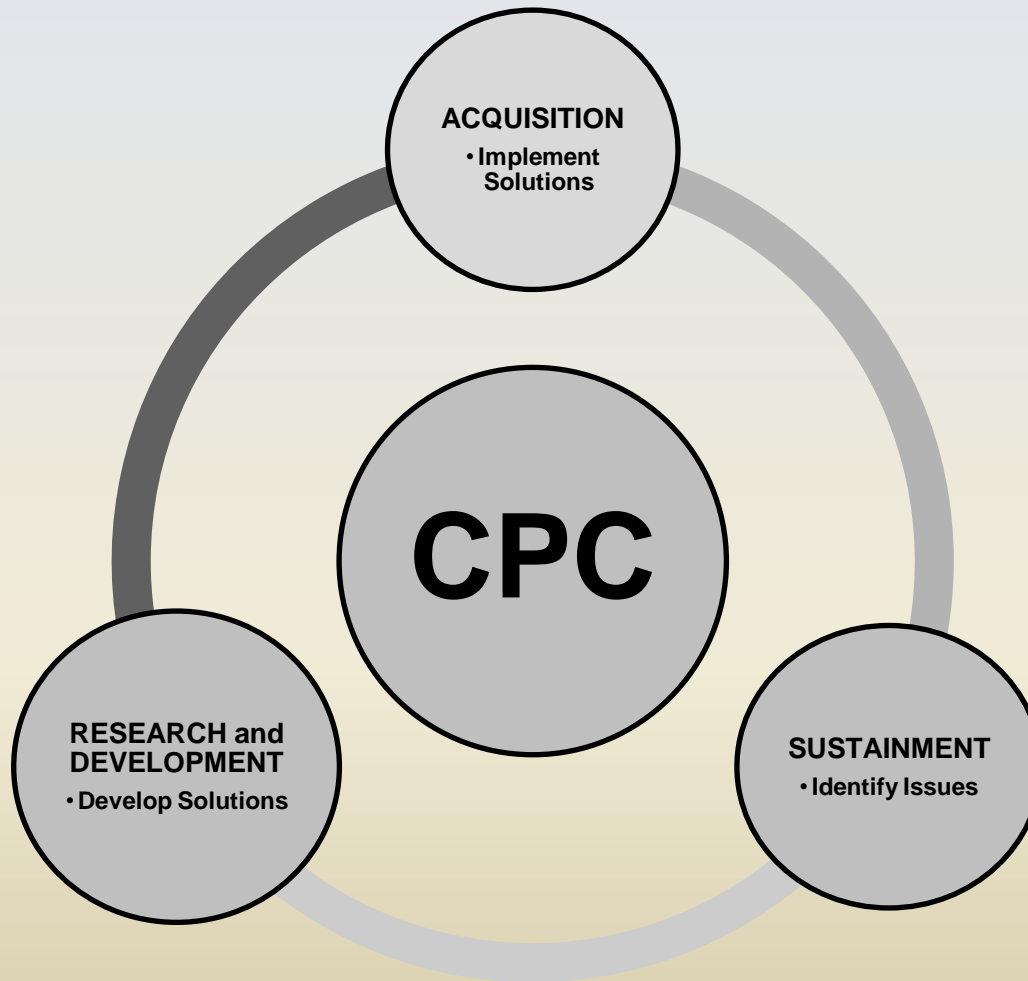 ACQUISITION
• Implement
Solutions
CPC
RESEARCH and
DEVELOPMENT
• Develop Solutions
SUSTAINMENT
• Identify Issues